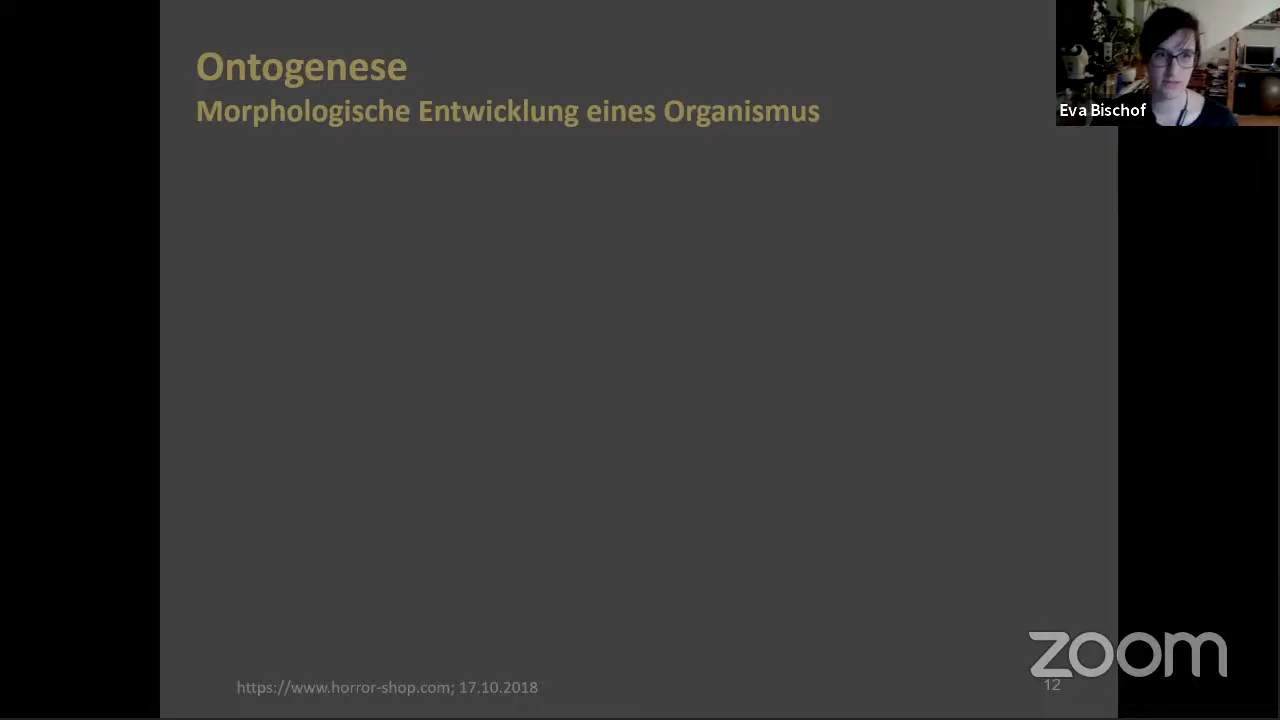 Ontogenese
Morphologische Entwicklung eines Organismus
Eva Bischof
https://www.horror-shop.com; 17.10.2018
zoom
12